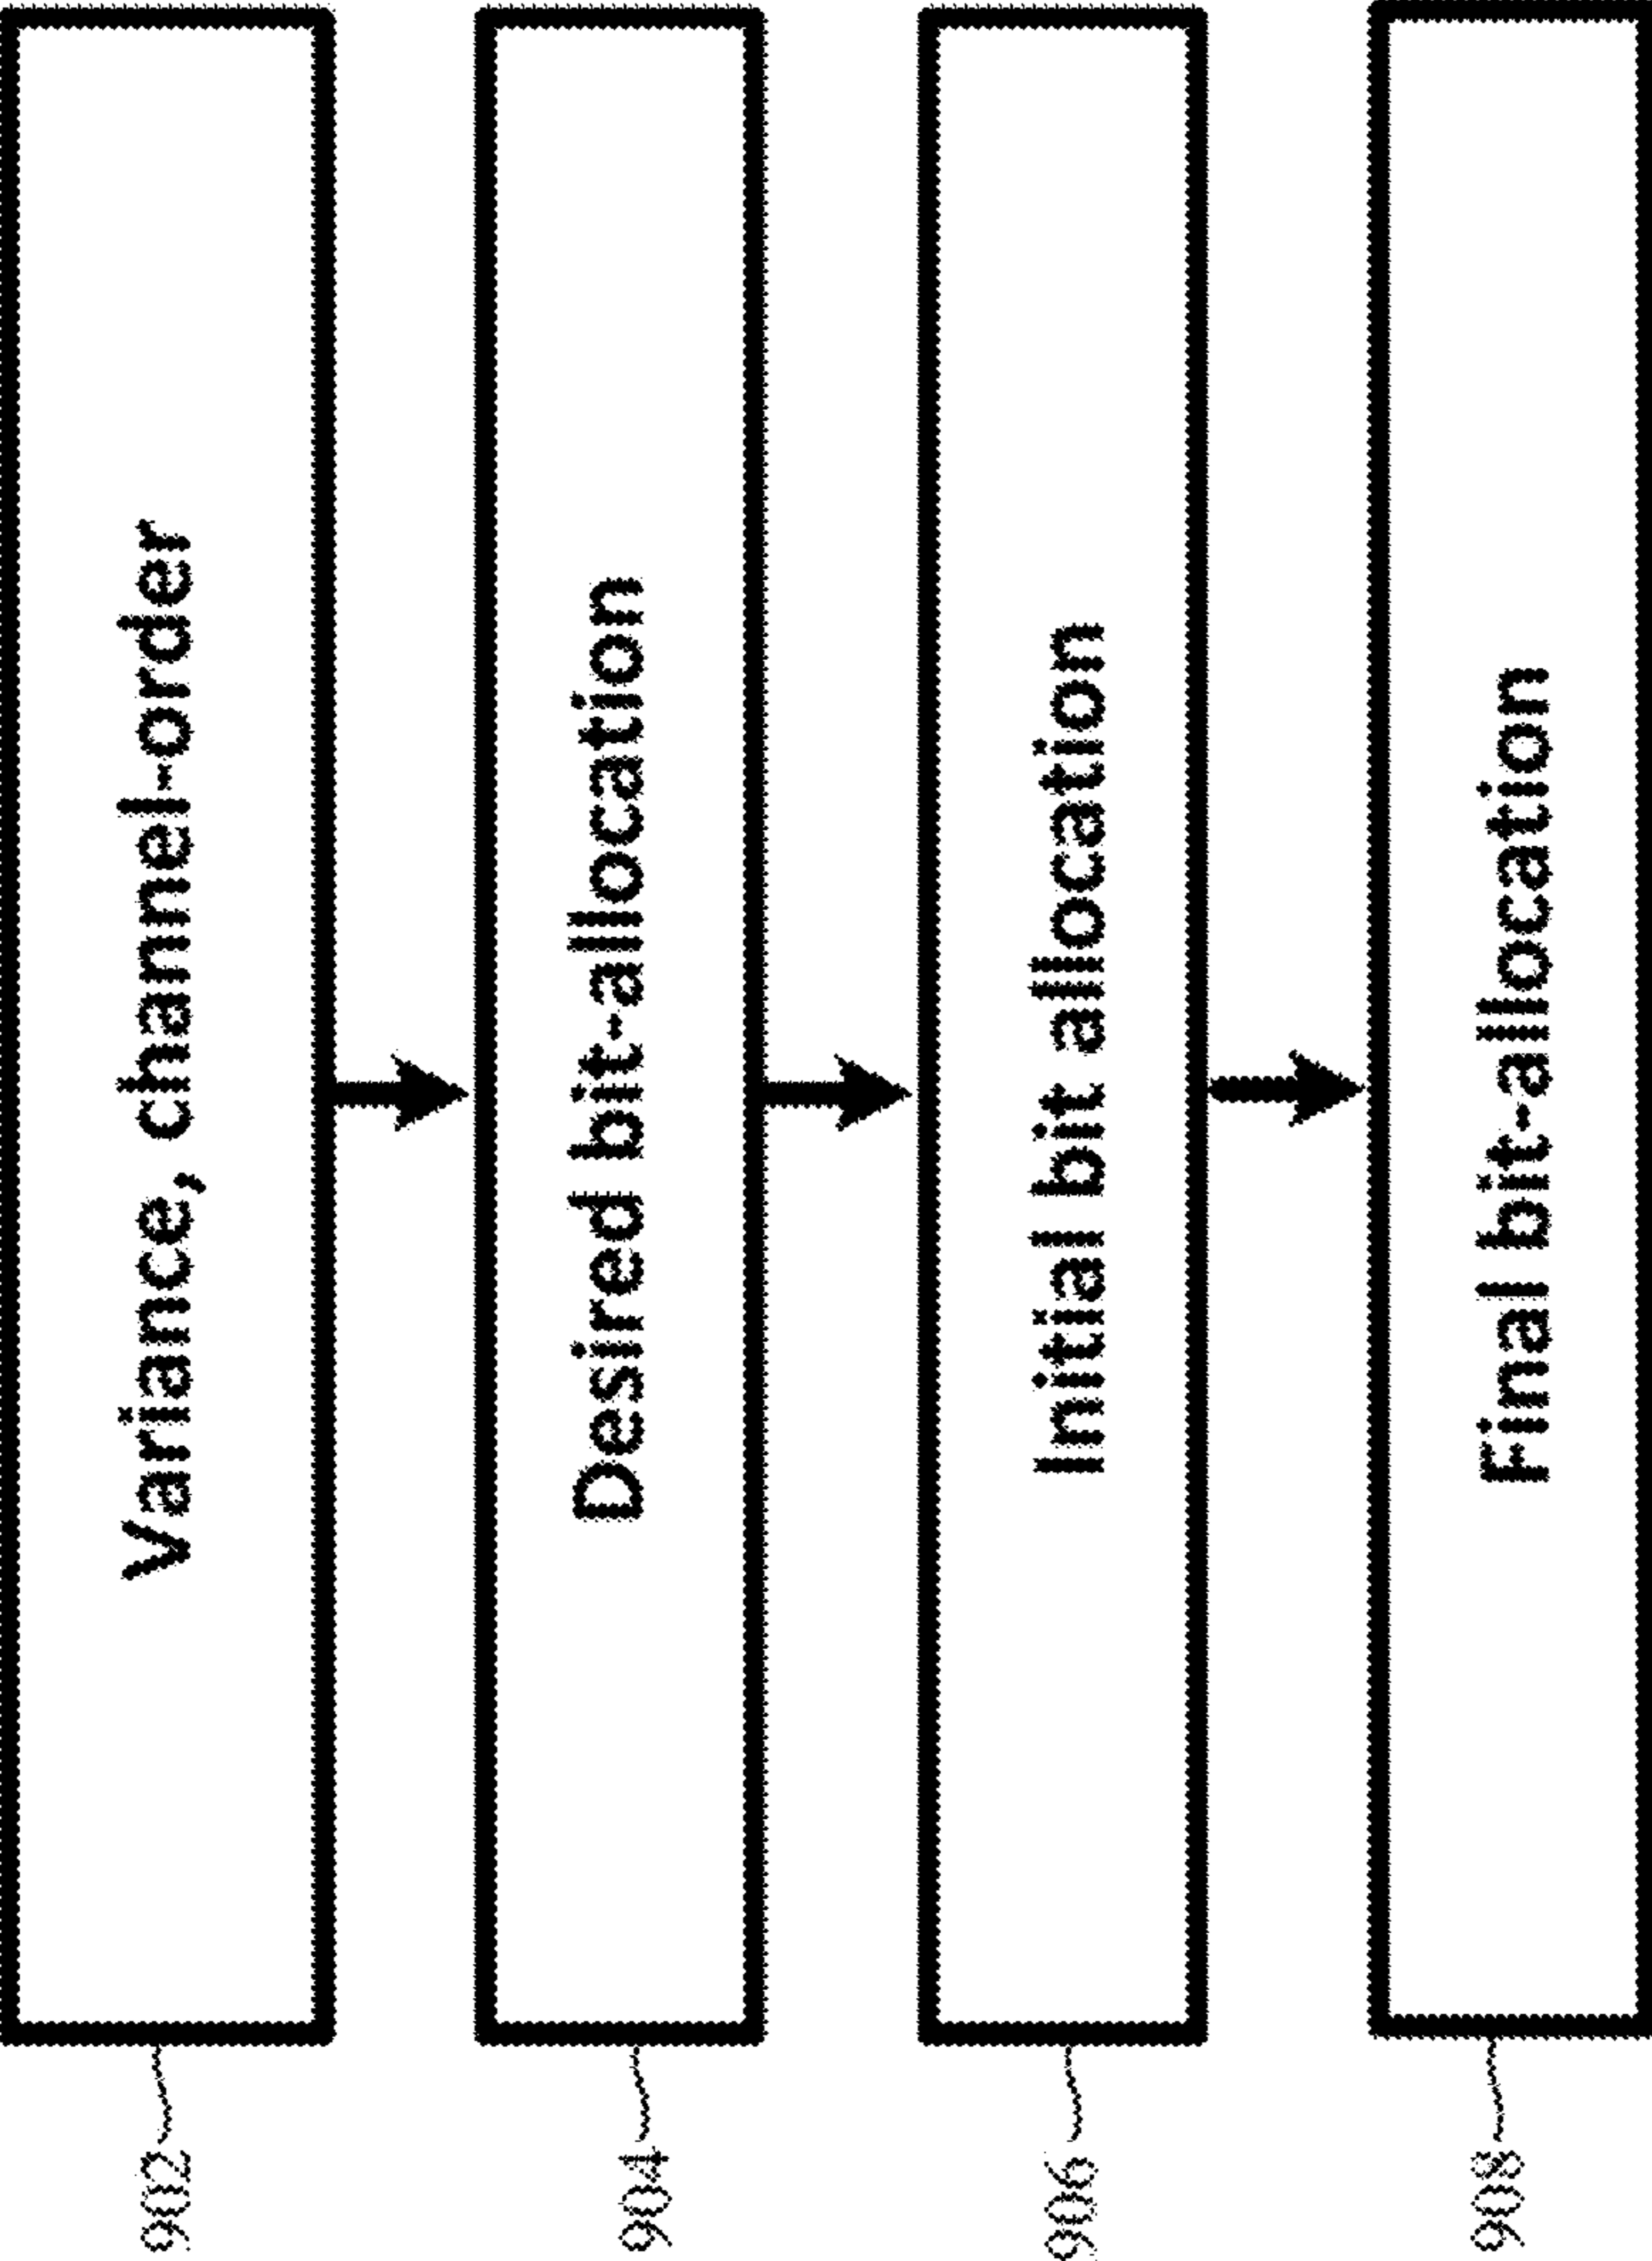 902
Variance, channel-order
904
Desired bit-allocation
906
Initial bit allocation
908
Final bit-allocation